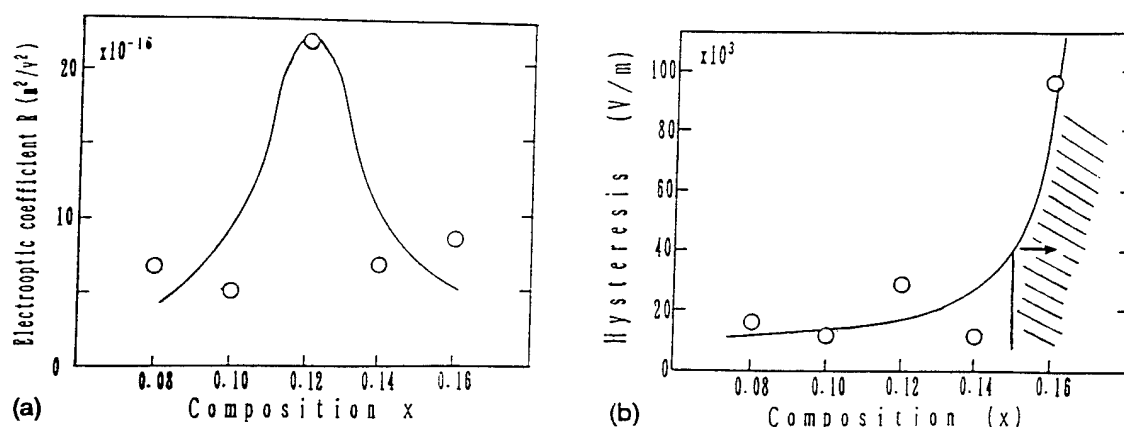 x10⁻¹⁶
20
10
0
Electrooptic coefficient R (m²/V²)
0.08 0.10 0.12 0.14 0.16
Composition x
(a)
x10³
100
80
60
40
20
0
Hysteresis (V/m)
0.08 0.10 0.12 0.14 0.16
Composition (x)
(b)